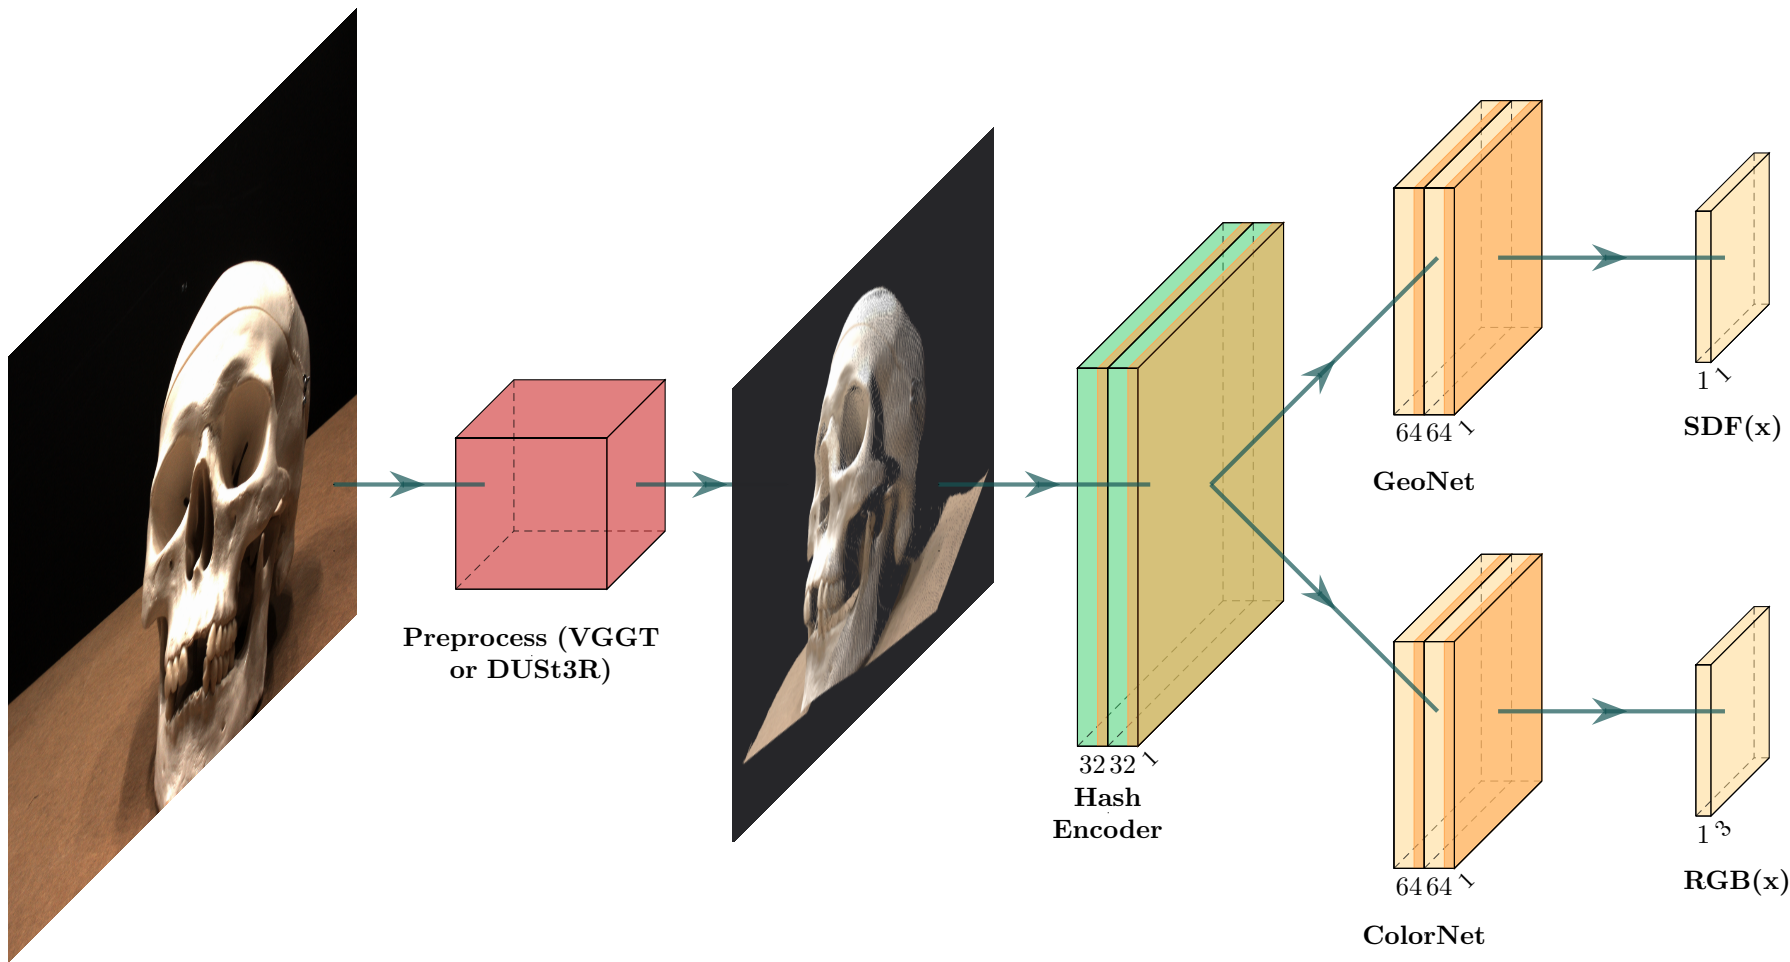 Preprocess (VGGT
or DUSt3R)
32 32 1
Hash
Encoder
64 64 1
GeoNet
1 1
SDF(x)
64 64 1
ColorNet
1 3
RGB(x)